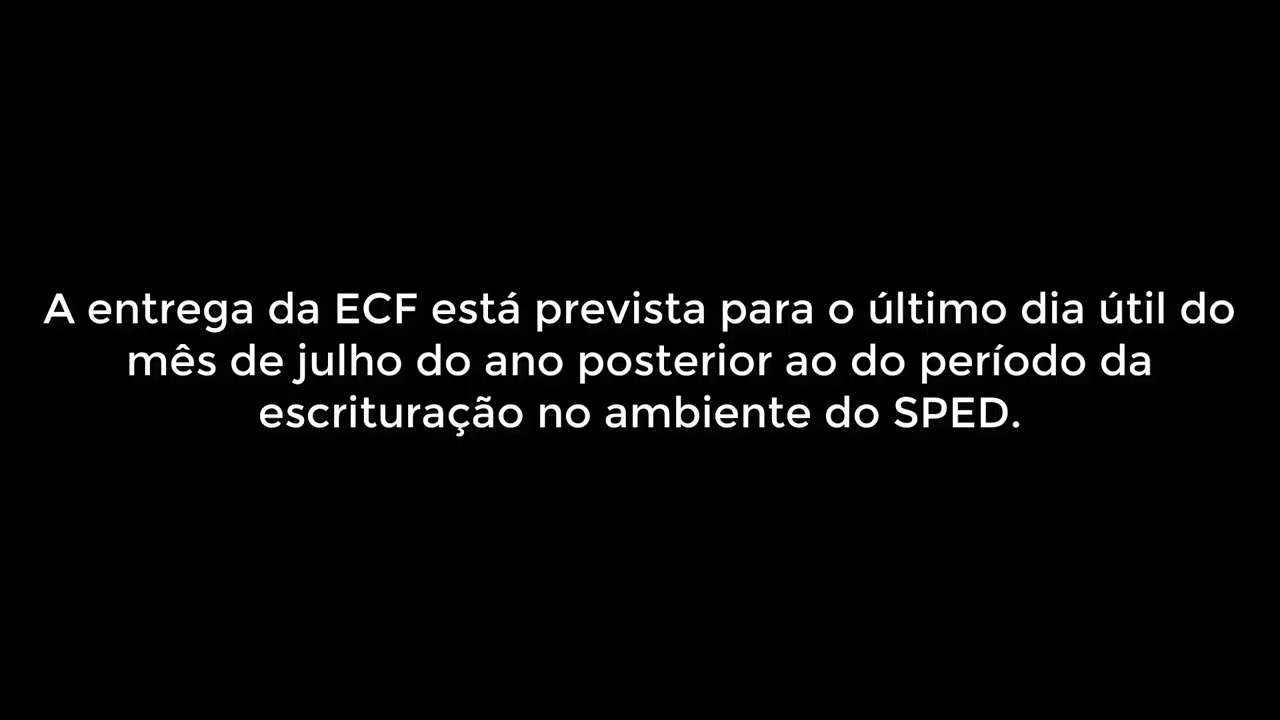 A entrega da ECF está prevista para o último dia útil do
mês de julho do ano posterior ao do período da
escrituração no ambiente do SPED.